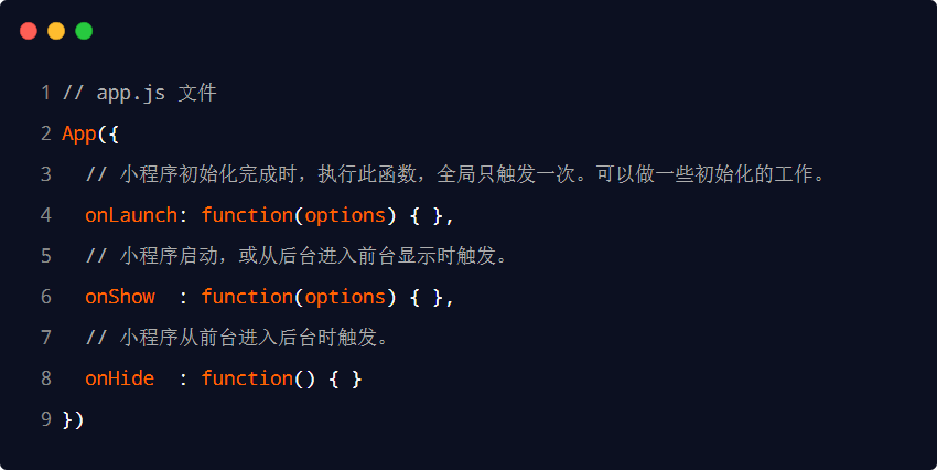 1 // app.js 文件
2 App({
3   // 小程序初始化完成时，执行此函数，全局只触发一次。可以做一些初始化的工作。
4   onLaunch: function(options) { },
5   // 小程序启动，或从后台进入前台显示时触发。
6   onShow  : function(options) { },
7   // 小程序从前台进入后台时触发。
8   onHide  : function() { }
9 })